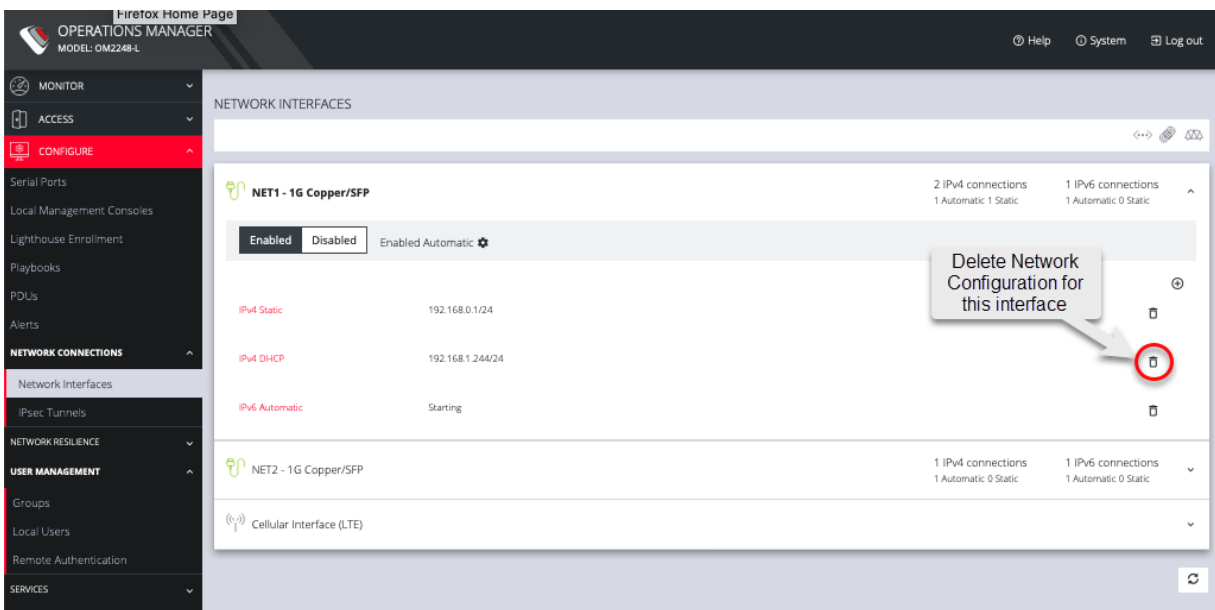 Firefox Home Page
OPERATIONS MANAGER
MODEL: OM2248-L
Help
System
Log out
MONITOR
ACCESS
CONFIGURE
Serial Ports
Local Management Consoles
Lighthouse Enrollment
Playbooks
PDUs
Alerts
NETWORK CONNECTIONS
Network Interfaces
IPsec Tunnels
NETWORK RESILIENCE
USER MANAGEMENT
Groups
Local Users
Remote Authentication
SERVICES
NETWORK INTERFACES
NET1 - 1G Copper/SFP
2 IPv4 connections
1 Automatic 1 Static
1 IPv6 connections
1 Automatic 0 Static
Enabled Disabled Enabled Automatic
Delete Network
Configuration for
this interface
IPv4 Static 192.168.0.1/24
IPv4 DHCP 192.168.1.244/24
IPv6 Automatic Starting
NET2 - 1G Copper/SFP
1 IPv4 connections
1 Automatic 0 Static
1 IPv6 connections
1 Automatic 0 Static
Cellular Interface (LTE)